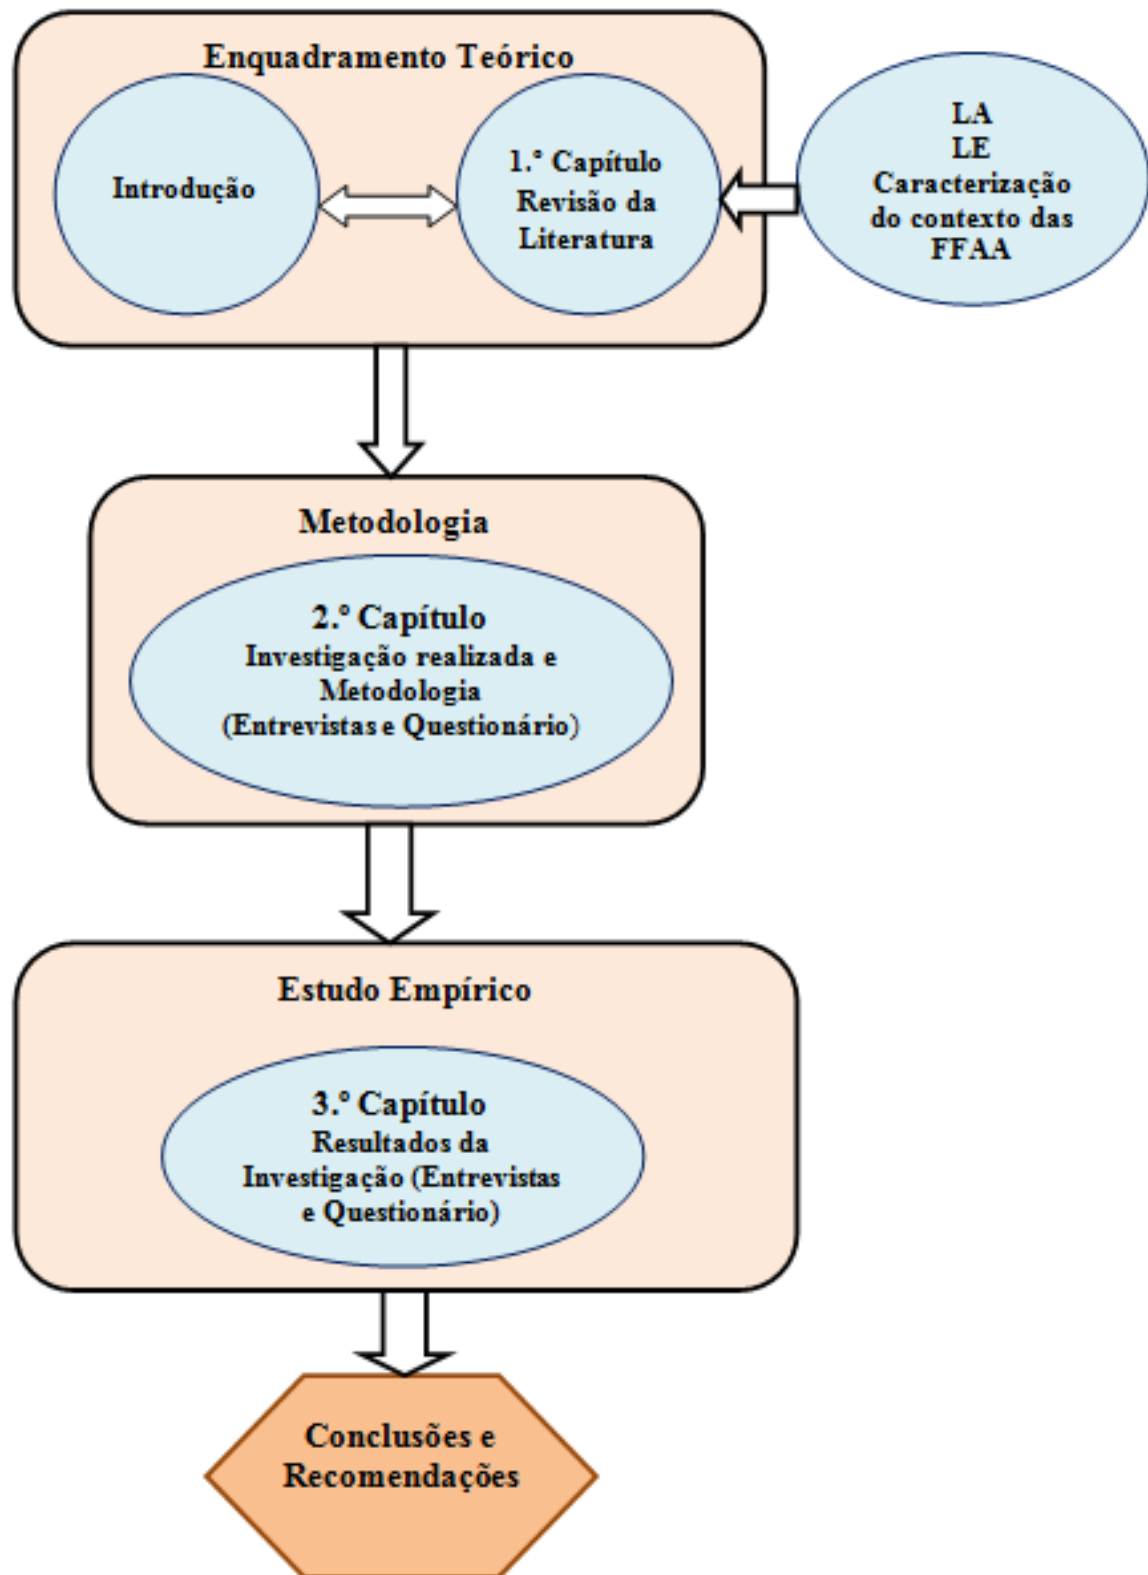 Enquadramento Teórico
Introdução
1.º Capítulo
Revisão da
Literatura
LA
LE
Caracterização
do contexto das
FFAA
Metodologia
2.º Capítulo
Investigação realizada e
Metodologia
(Entrevistas e Questionário)
Estudo Empírico
3.º Capítulo
Resultados da
Investigação (Entrevistas
e Questionário)
Conclusões e
Recomendações